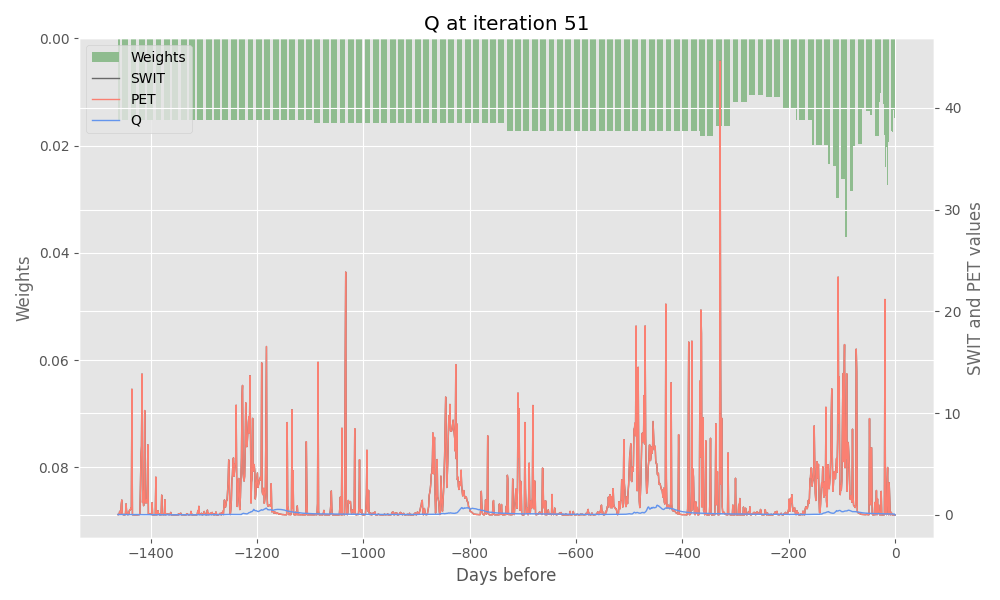 Q at iteration 51
Weights
SWIT
PET
Q
0.00
0.02
0.04
0.06
0.08
Weights
40
30
20
10
0
SWIT and PET values
−1400
−1200
−1000
−800
−600
−400
−200
0
Days before